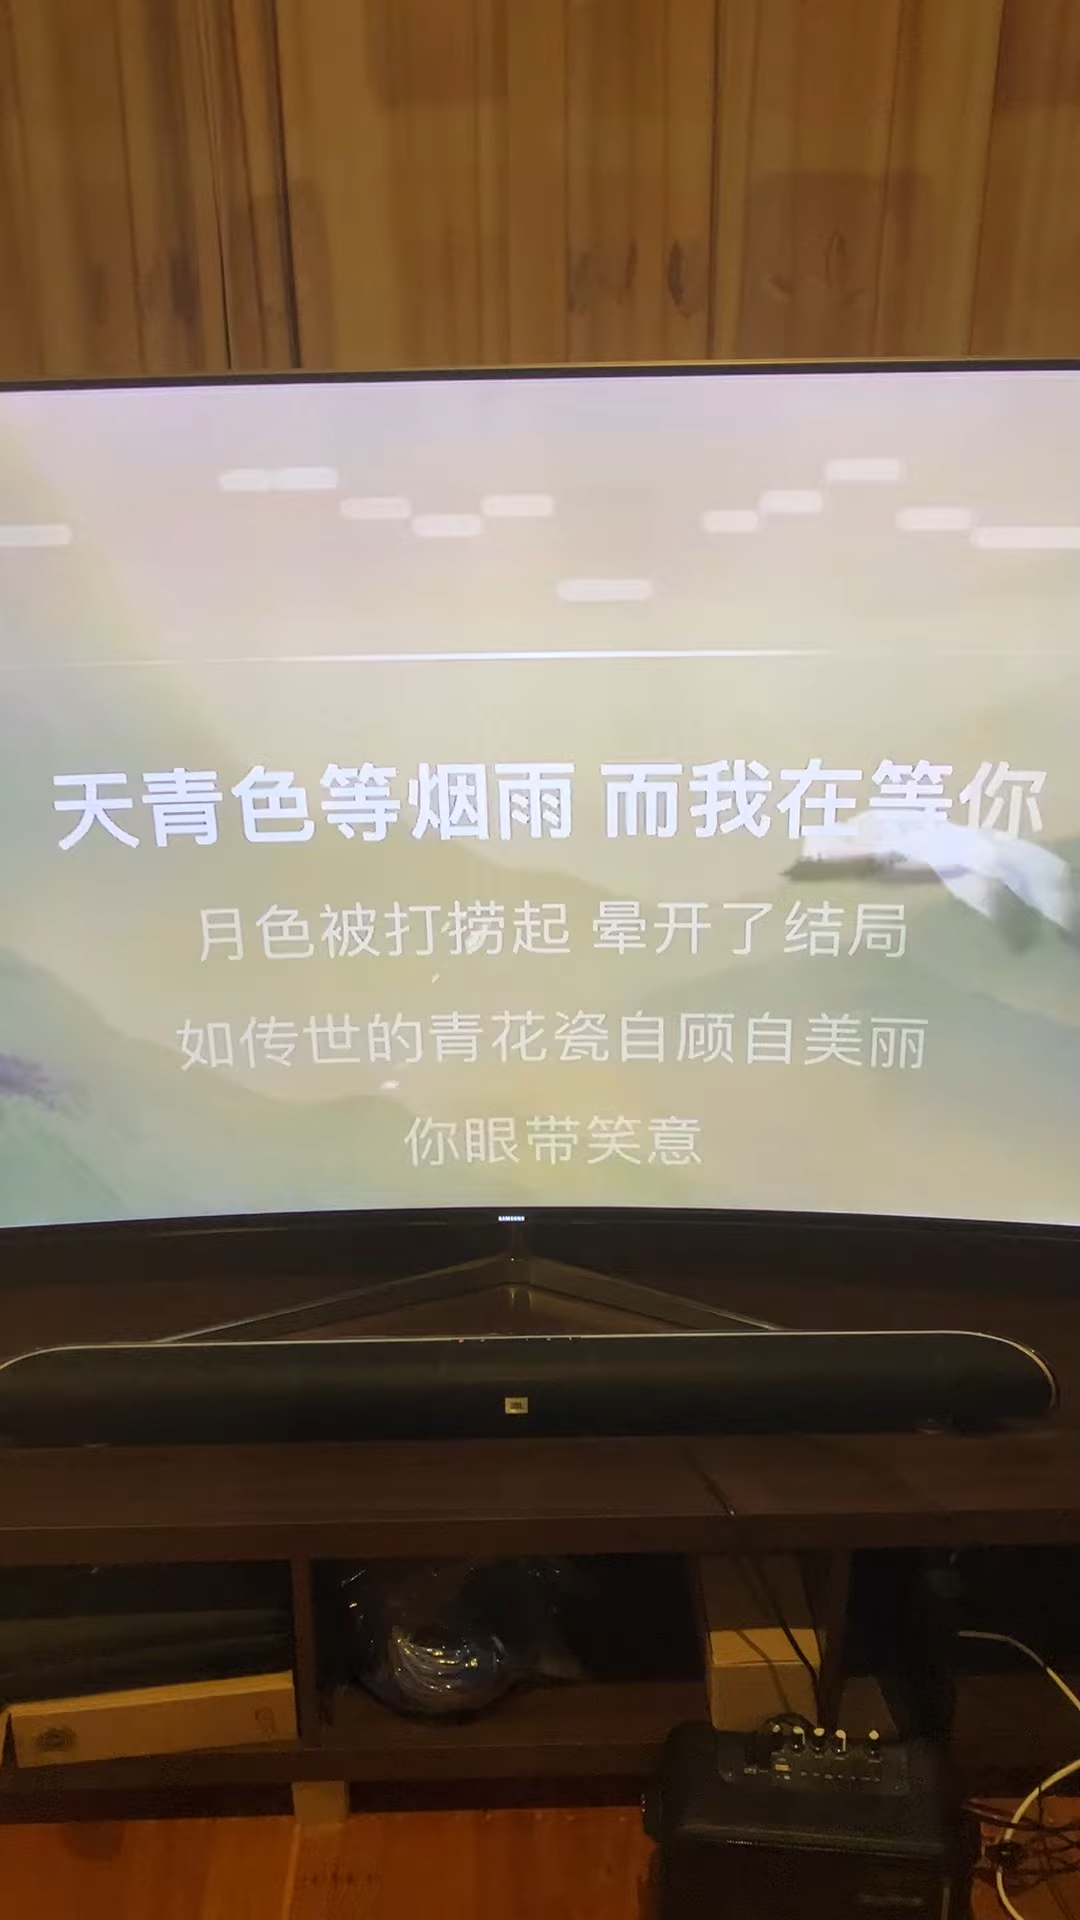 天青色等烟雨 而我在等你
月色被打捞起 晕开了结局
如传世的青花瓷自顾自美丽
你眼带笑意
SAMSUNG
JBL